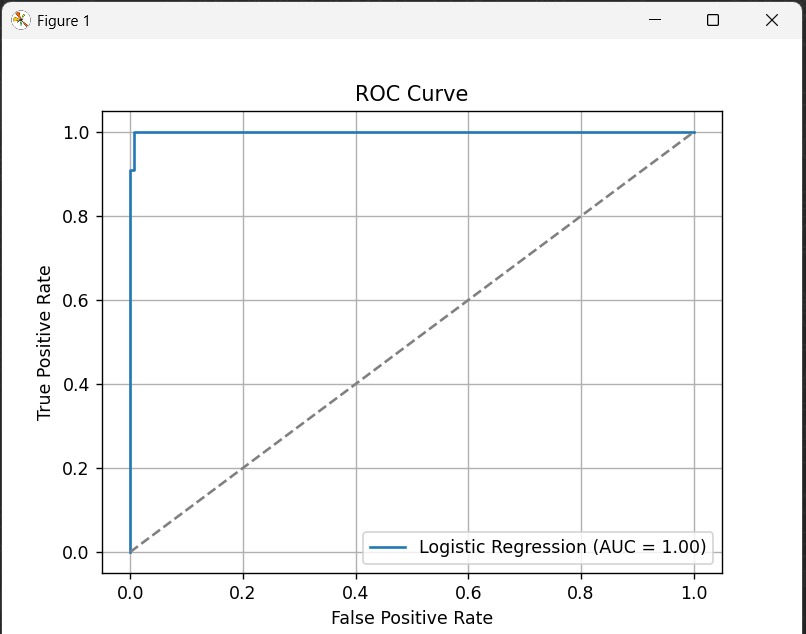 Figure 1
ROC Curve
1.0
0.8
0.6
0.4
0.2
0.0
True Positive Rate
Logistic Regression (AUC = 1.00)
0.0 0.2 0.4 0.6 0.8 1.0
False Positive Rate